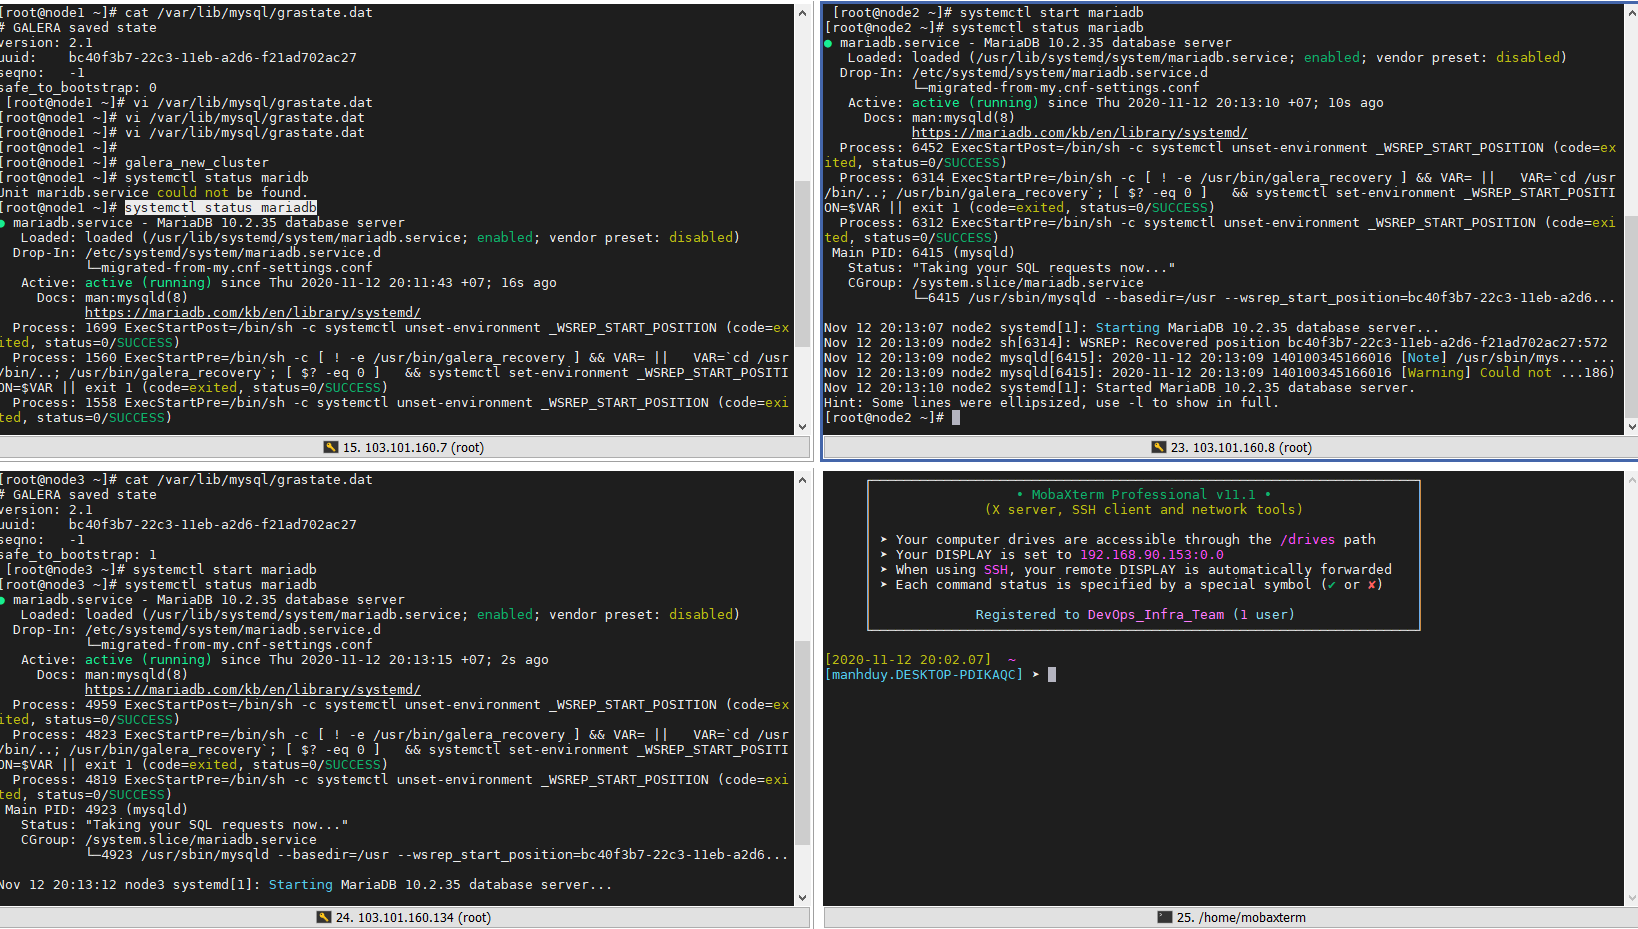 [root@node1 ~]# cat /var/lib/mysql/grastate.dat
# GALERA saved state
version: 2.1
uuid:    bc40f3b7-22c3-11eb-a2d6-f21ad702ac27
seqno:   -1
safe_to_bootstrap: 0
[root@node1 ~]# vi /var/lib/mysql/grastate.dat
[root@node1 ~]# vi /var/lib/mysql/grastate.dat
[root@node1 ~]# vi /var/lib/mysql/grastate.dat
[root@node1 ~]#
[root@node1 ~]# galera_new_cluster
[root@node1 ~]# systemctl status maridb
Unit maridb.service could not be found.
[root@node1 ~]# systemctl status mariadb
● mariadb.service - MariaDB 10.2.35 database server
Loaded: loaded (/usr/lib/systemd/system/mariadb.service; enabled; vendor preset: disabled)
Drop-In: /etc/systemd/system/mariadb.service.d
└─migrated-from-my.cnf-settings.conf
Active: active (running) since Thu 2020-11-12 20:11:43 +07; 16s ago
Docs: man:mysqld(8)
https://mariadb.com/kb/en/library/systemd/
Process: 1699 ExecStartPost=/bin/sh -c systemctl unset-environment _WSREP_START_POSITION (code=ex
ited, status=0/SUCCESS)
Process: 1560 ExecStartPre=/bin/sh -c [ ! -e /usr/bin/galera_recovery ] && VAR= ||   VAR=`cd /usr
/bin/..; /usr/bin/galera_recovery`; [ $? -eq 0 ]   && systemctl set-environment _WSREP_START_POSITI
ON=$VAR || exit 1 (code=exited, status=0/SUCCESS)
Process: 1558 ExecStartPre=/bin/sh -c systemctl unset-environment _WSREP_START_POSITION (code=exi
ted, status=0/SUCCESS)
15. 103.101.160.7 (root)
[root@node2 ~]# systemctl start mariadb
[root@node2 ~]# systemctl status mariadb
● mariadb.service - MariaDB 10.2.35 database server
Loaded: loaded (/usr/lib/systemd/system/mariadb.service; enabled; vendor preset: disabled)
Drop-In: /etc/systemd/system/mariadb.service.d
└─migrated-from-my.cnf-settings.conf
Active: active (running) since Thu 2020-11-12 20:13:10 +07; 10s ago
Docs: man:mysqld(8)
https://mariadb.com/kb/en/library/systemd/
Process: 6452 ExecStartPost=/bin/sh -c systemctl unset-environment _WSREP_START_POSITION (code=ex
ited, status=0/SUCCESS)
Process: 6314 ExecStartPre=/bin/sh -c [ ! -e /usr/bin/galera_recovery ] && VAR= ||   VAR=`cd /usr
/bin/..; /usr/bin/galera_recovery`; [ $? -eq 0 ]   && systemctl set-environment _WSREP_START_POSITI
ON=$VAR || exit 1 (code=exited, status=0/SUCCESS)
Process: 6312 ExecStartPre=/bin/sh -c systemctl unset-environment _WSREP_START_POSITION (code=exi
ted, status=0/SUCCESS)
Main PID: 6415 (mysqld)
Status: "Taking your SQL requests now..."
CGroup: /system.slice/mariadb.service
└─6415 /usr/sbin/mysqld --basedir=/usr --wsrep_start_position=bc40f3b7-22c3-11eb-a2d6...
Nov 12 20:13:07 node2 systemd[1]: Starting MariaDB 10.2.35 database server...
Nov 12 20:13:09 node2 sh[6314]: WSREP: Recovered position bc40f3b7-22c3-11eb-a2d6-f21ad702ac27:572
Nov 12 20:13:09 node2 mysqld[6415]: 2020-11-12 20:13:09 140100345166016 [Note] /usr/sbin/mys... ...
Nov 12 20:13:09 node2 mysqld[6415]: 2020-11-12 20:13:09 140100345166016 [Warning] Could not ...186)
Nov 12 20:13:10 node2 systemd[1]: Started MariaDB 10.2.35 database server.
Hint: Some lines were ellipsized, use -l to show in full.
[root@node2 ~]#
23. 103.101.160.8 (root)
[root@node3 ~]# cat /var/lib/mysql/grastate.dat
# GALERA saved state
version: 2.1
uuid:    bc40f3b7-22c3-11eb-a2d6-f21ad702ac27
seqno:   -1
safe_to_bootstrap: 1
[root@node3 ~]# systemctl start mariadb
[root@node3 ~]# systemctl status mariadb
● mariadb.service - MariaDB 10.2.35 database server
Loaded: loaded (/usr/lib/systemd/system/mariadb.service; enabled; vendor preset: disabled)
Drop-In: /etc/systemd/system/mariadb.service.d
└─migrated-from-my.cnf-settings.conf
Active: active (running) since Thu 2020-11-12 20:13:15 +07; 2s ago
Docs: man:mysqld(8)
https://mariadb.com/kb/en/library/systemd/
Process: 4959 ExecStartPost=/bin/sh -c systemctl unset-environment _WSREP_START_POSITION (code=ex
ited, status=0/SUCCESS)
Process: 4823 ExecStartPre=/bin/sh -c [ ! -e /usr/bin/galera_recovery ] && VAR= ||   VAR=`cd /usr
/bin/..; /usr/bin/galera_recovery`; [ $? -eq 0 ]   && systemctl set-environment _WSREP_START_POSITI
ON=$VAR || exit 1 (code=exited, status=0/SUCCESS)
Process: 4819 ExecStartPre=/bin/sh -c systemctl unset-environment _WSREP_START_POSITION (code=exi
ted, status=0/SUCCESS)
Main PID: 4923 (mysqld)
Status: "Taking your SQL requests now..."
CGroup: /system.slice/mariadb.service
└─4923 /usr/sbin/mysqld --basedir=/usr --wsrep_start_position=bc40f3b7-22c3-11eb-a2d6...
Nov 12 20:13:12 node3 systemd[1]: Starting MariaDB 10.2.35 database server...
24. 103.101.160.134 (root)
• MobaXterm Professional v11.1 •
(X server, SSH client and network tools)
➤ Your computer drives are accessible through the /drives path
➤ Your DISPLAY is set to 192.168.90.153:0.0
➤ When using SSH, your remote DISPLAY is automatically forwarded
➤ Each command status is specified by a special symbol (✔ or ✘)
Registered to DevOps_Infra_Team (1 user)
[2020-11-12 20:02.07]  ~
[manhduy.DESKTOP-PDIKAQC] ➤
25. /home/mobaxterm